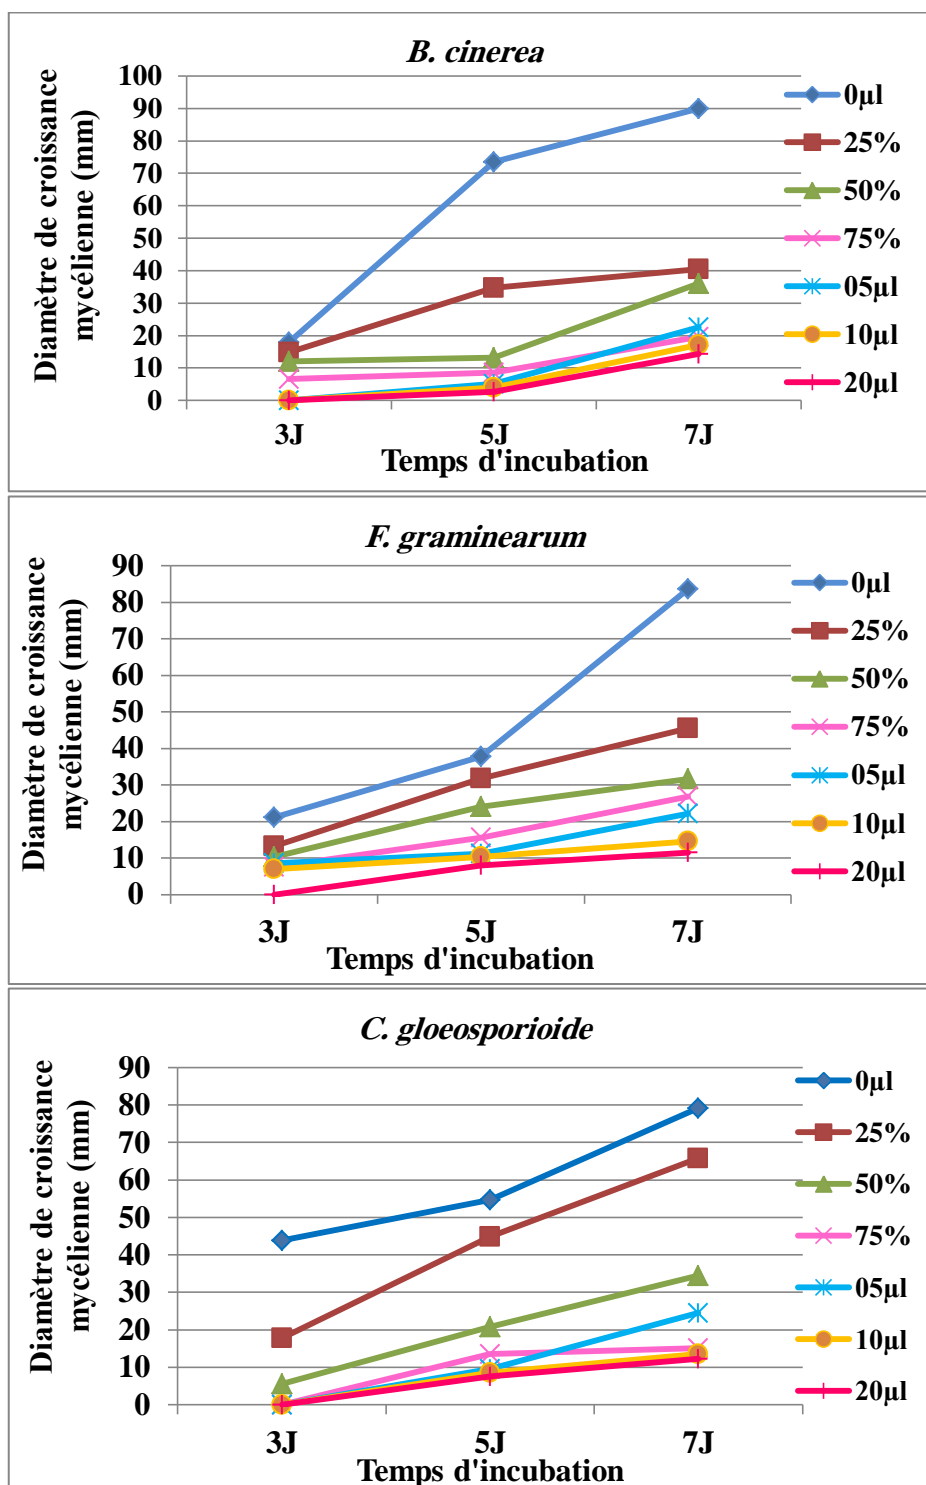 B. cinerea
Diamètre de croissance
mycélienne (mm)
100
90
80
70
60
50
40
30
20
10
0
3J
5J
7J
Temps d'incubation
0µl
25%
50%
75%
05µl
10µl
20µl
F. graminearum
Diamètre de croissance
mycélienne (mm)
90
80
70
60
50
40
30
20
10
0
3J
5J
7J
Temps d'incubation
0µl
25%
50%
75%
05µl
10µl
20µl
C. gloeosporioide
Diamètre de croissance
mycélienne (mm)
90
80
70
60
50
40
30
20
10
0
3J
5J
7J
Temps d'incubation
0µl
25%
50%
75%
05µl
10µl
20µl